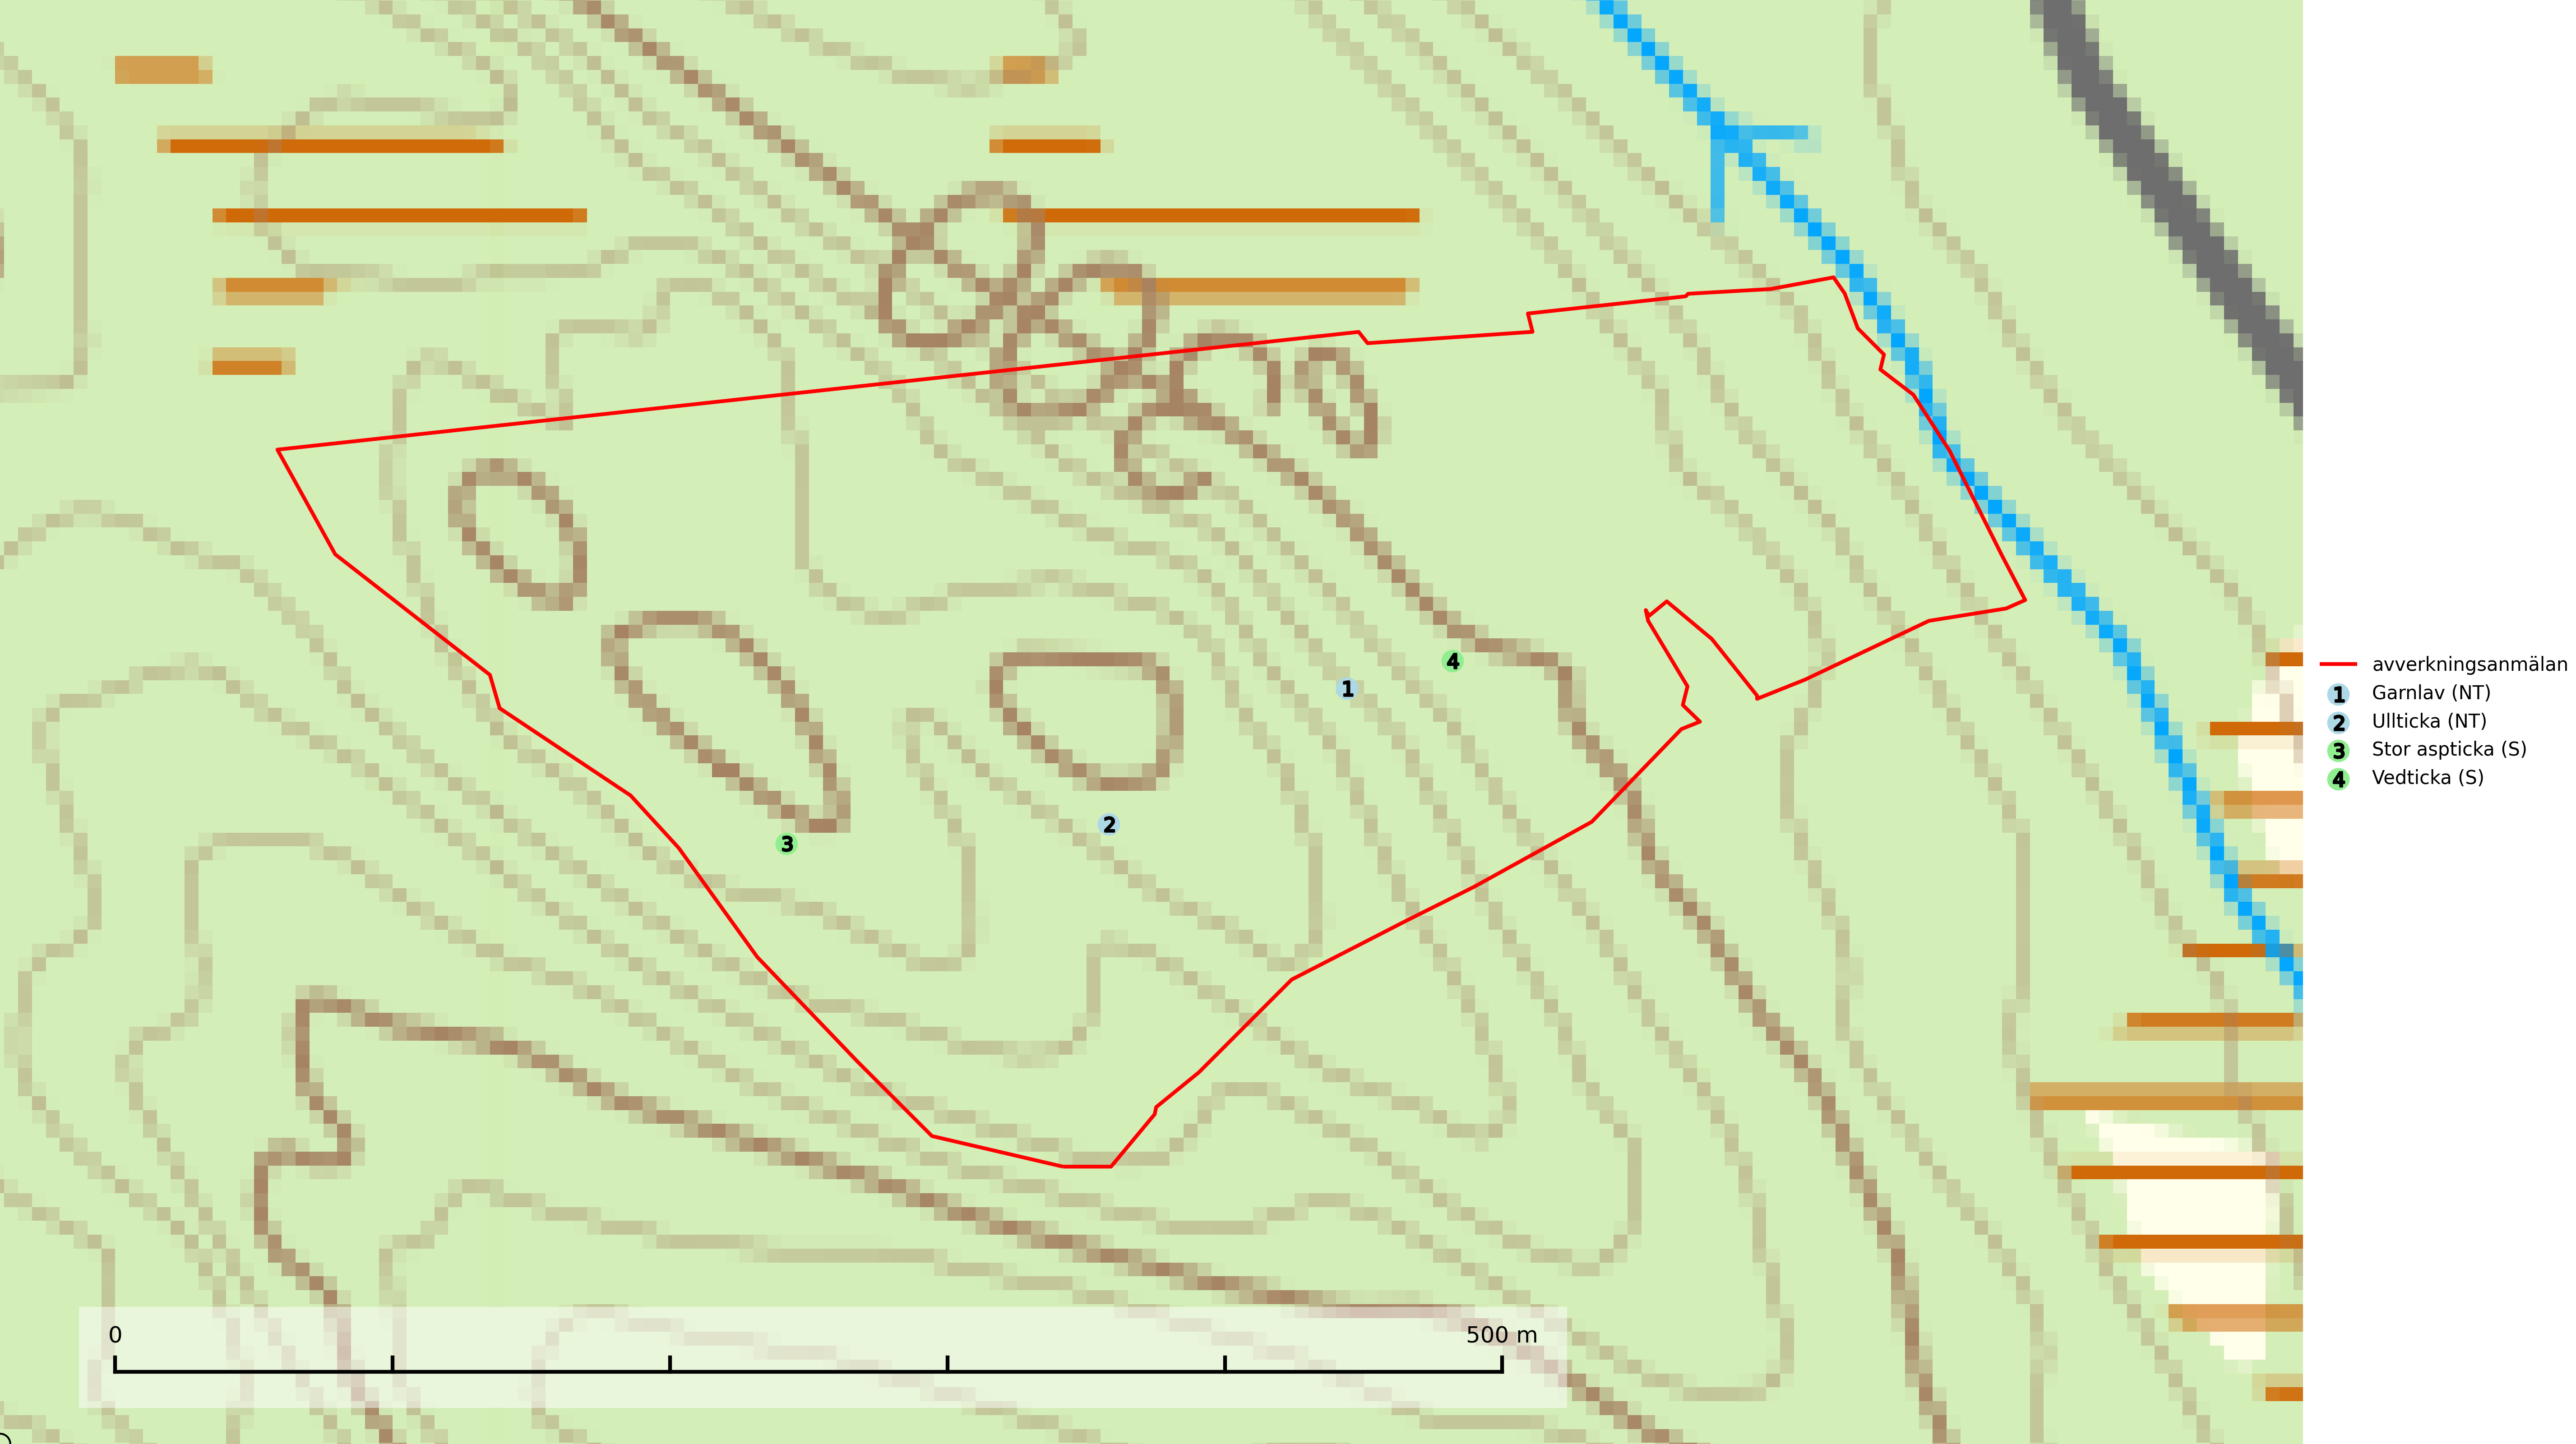 4
1
2
3
avverkningsanmälan
1 Garnlav (NT)
2 Ullticka (NT)
3 Stor aspticka (S)
4 Vedticka (S)
0 500 m